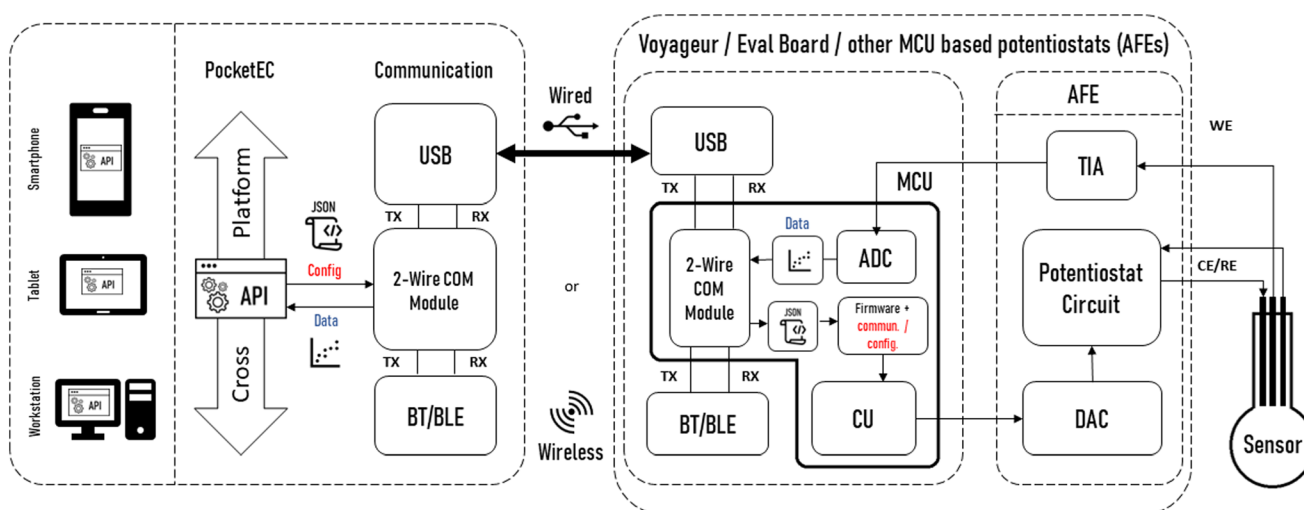 Smartphone
API
Tablet
API
Workstation
API
PocketEC
Platform
Cross
API
JSON
Config
Data
Communication
USB
TX
RX
2-Wire COM
Module
TX
RX
BT/BLE
Wired
or
Wireless
Voyageur / Eval Board / other MCU based potentiostats (AFEs)
USB
TX
RX
MCU
2-Wire
COM
Module
Data
ADC
JSON
Firmware +
commun. /
config.
TX
RX
BT/BLE
CU
AFE
TIA
Potentiostat
Circuit
DAC
WE
CE/RE
Sensor